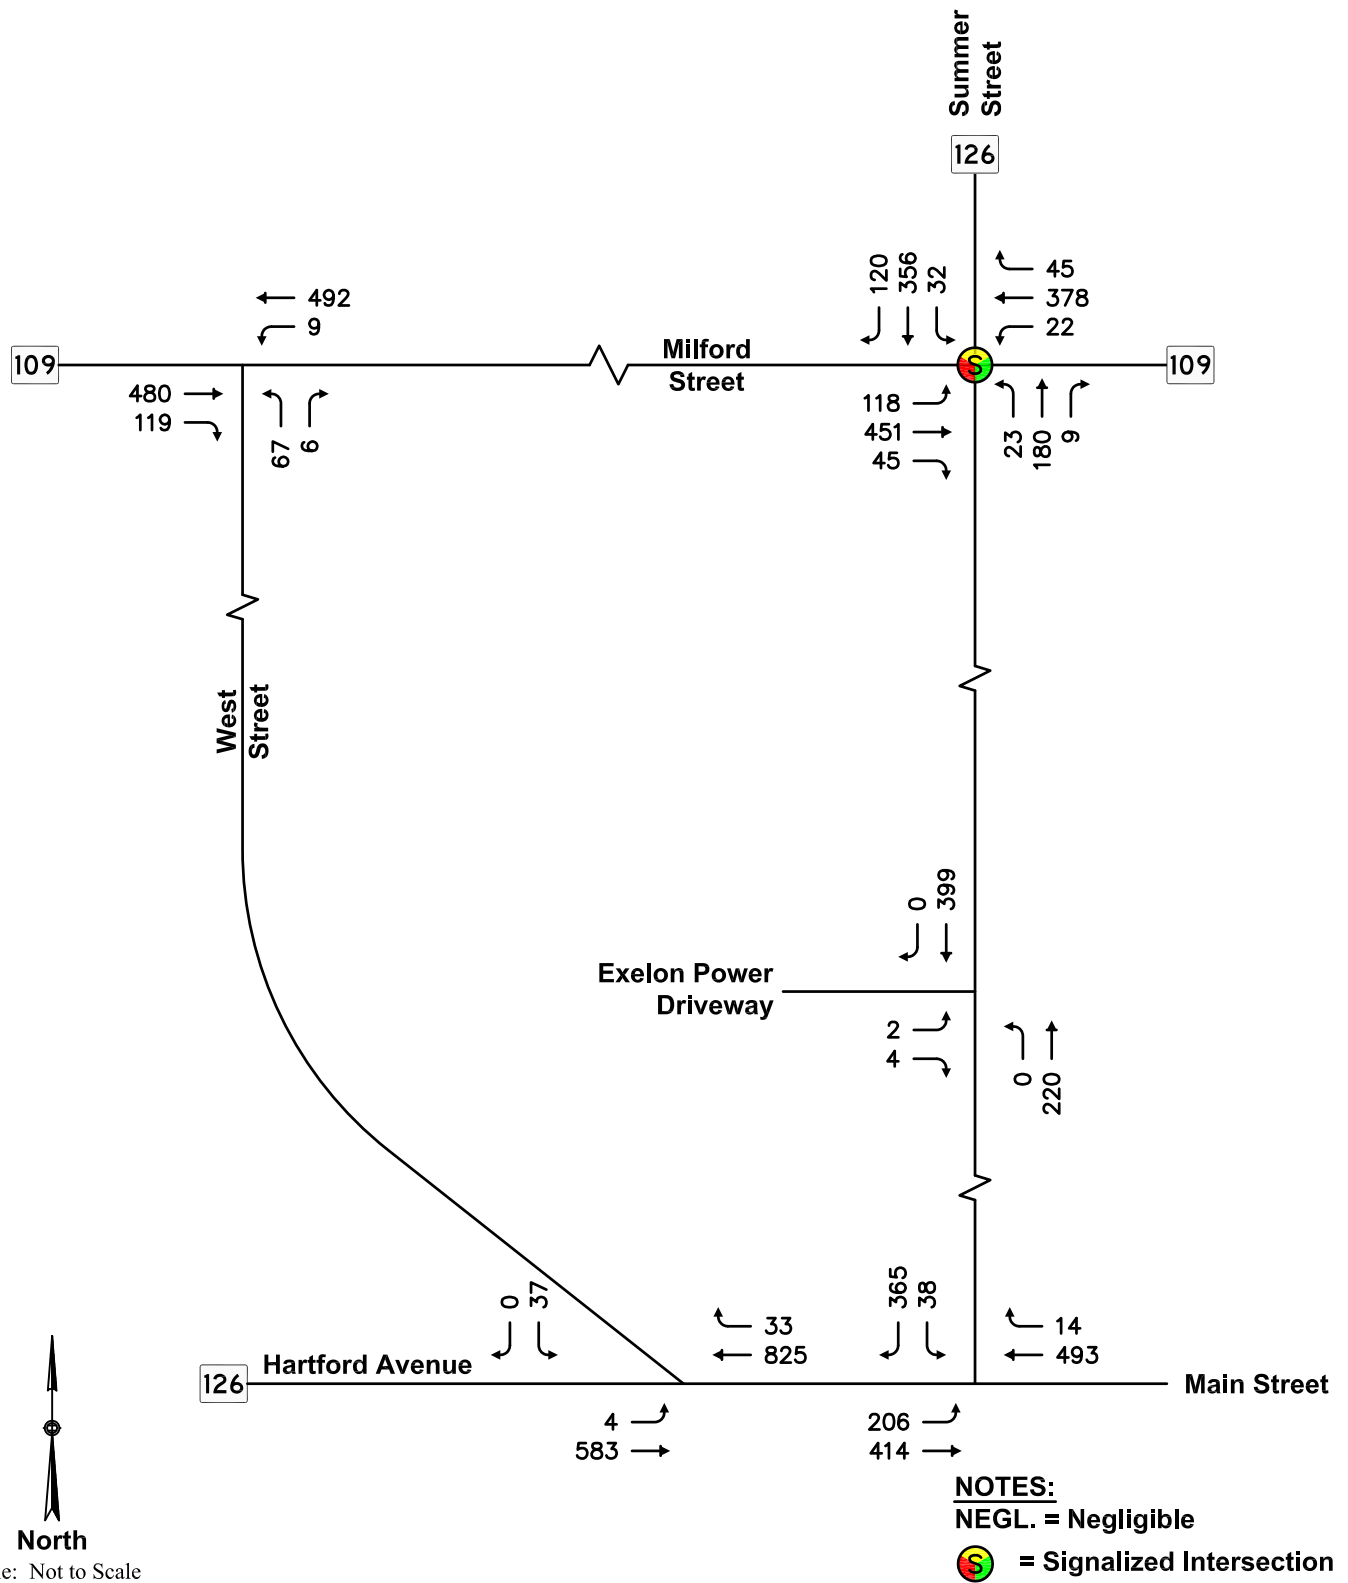 Summer
Street
126
120
356
32
45
378
22
492
9
109
Milford
Street
S
109
480
119
67
6
118
451
45
23
180
9
West
Street
0
399
Exelon Power
Driveway
2
4
0
220
0
37
33
825
365
38
14
493
126
Hartford Avenue
Main Street
4
583
206
414
North
e: Not to Scale
NOTES:
NEGL. = Negligible
S = Signalized Intersection